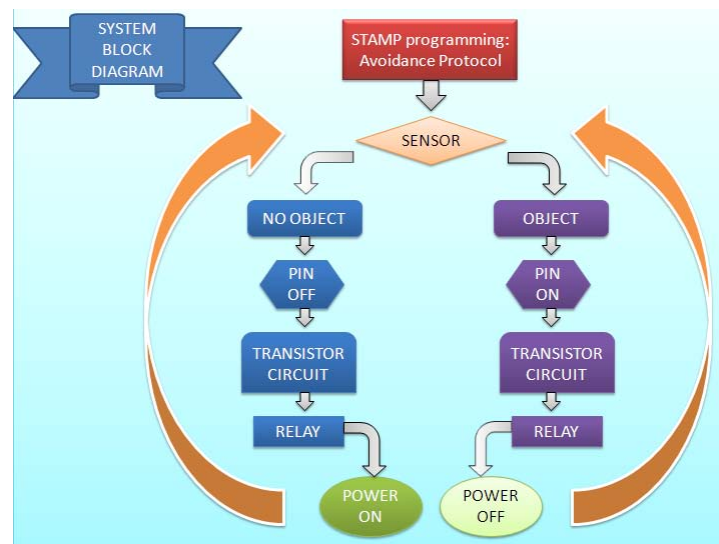 SYSTEM
BLOCK
DIAGRAM
STAMP programming:
Avoidance Protocol
SENSOR
NO OBJECT
OBJECT
PIN
OFF
PIN
ON
TRANSISTOR
CIRCUIT
TRANSISTOR
CIRCUIT
RELAY
RELAY
POWER
ON
POWER
OFF